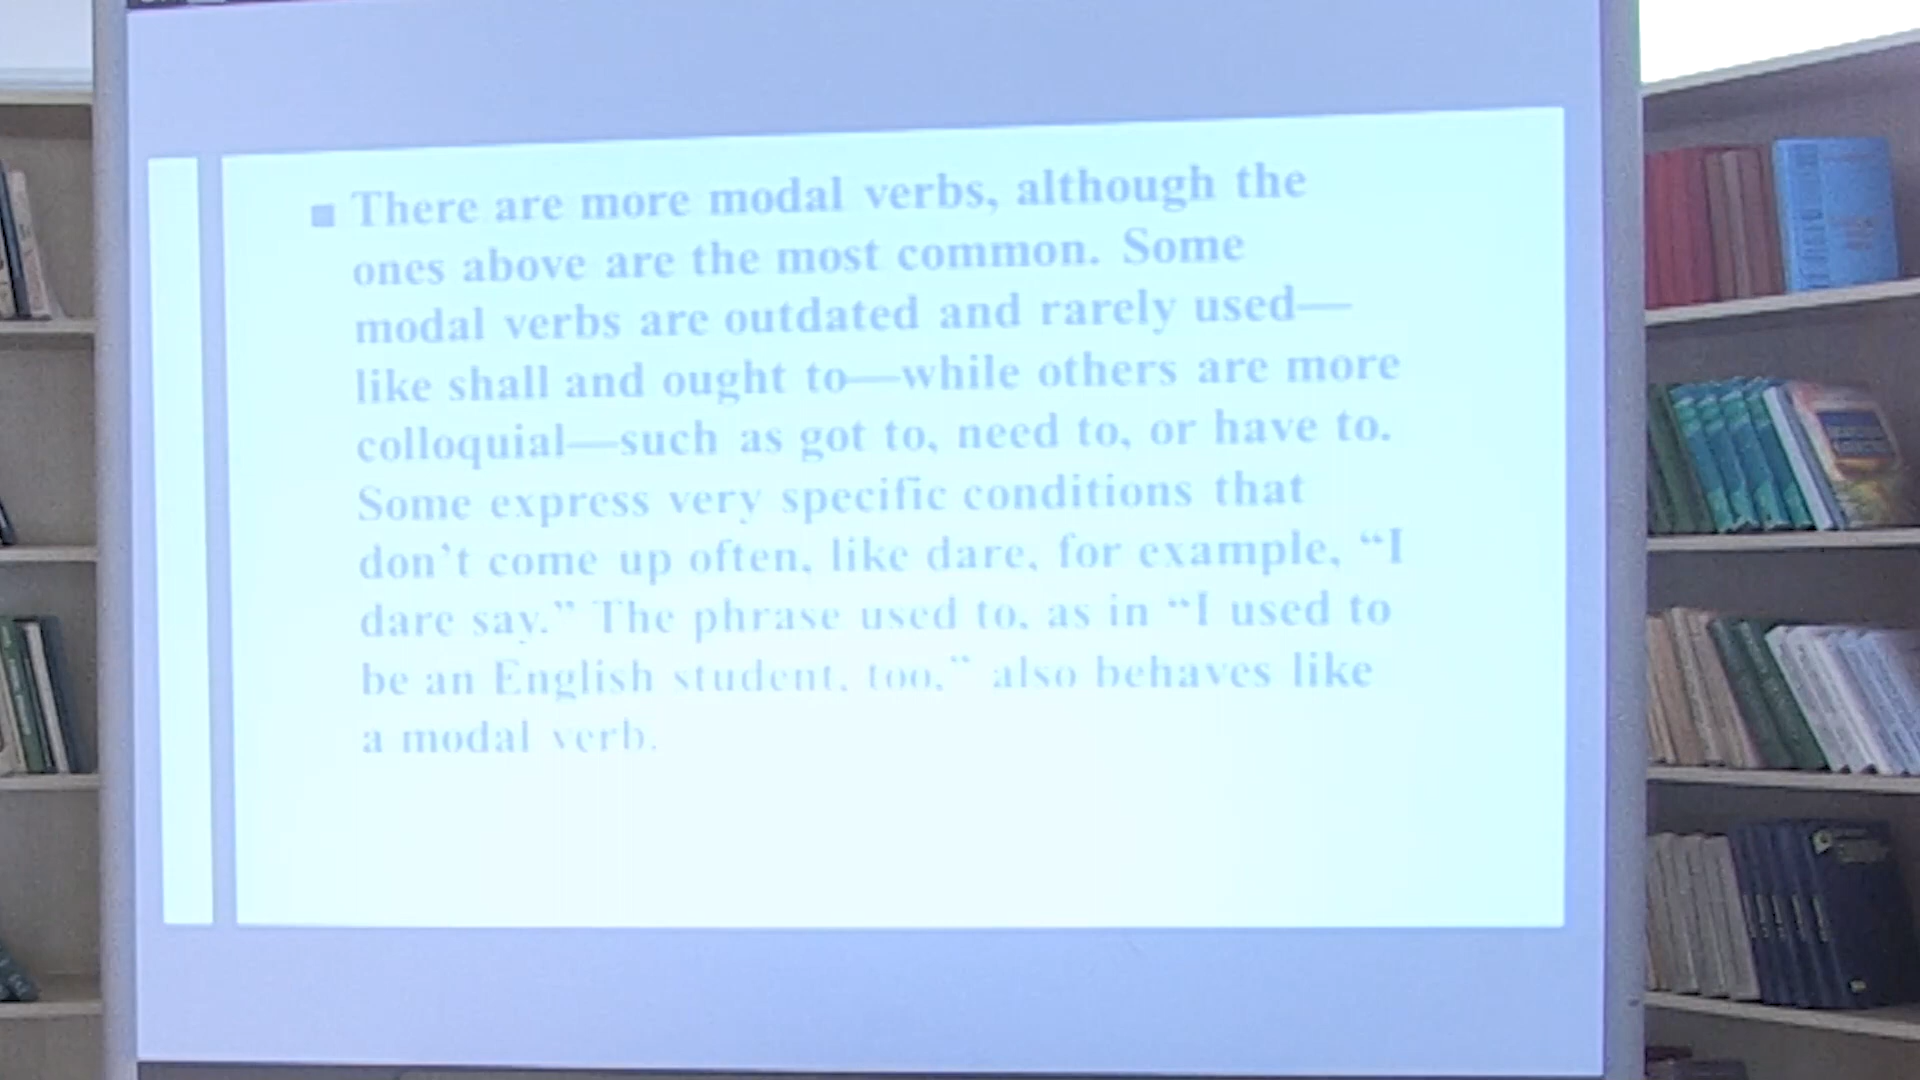 ■ There are more modal verbs, although the
ones above are the most common. Some
modal verbs are outdated and rarely used—
like shall and ought to—while others are more
colloquial—such as got to, need to, or have to.
Some express very specific conditions that
don’t come up often, like dare, for example, “I
dare say.” The phrase used to, as in “I used to
be an English student, too,” also behaves like
a modal verb.